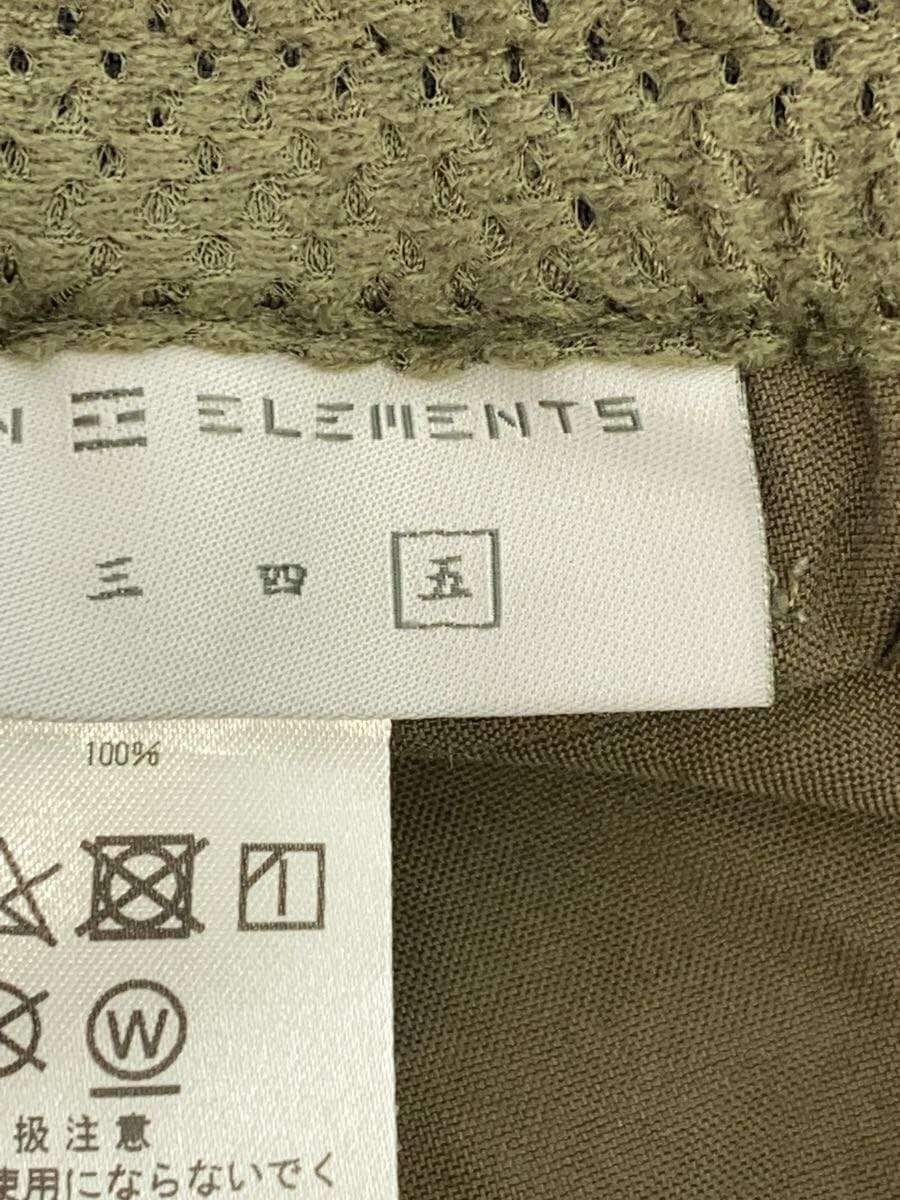 ELEMENTS
三 四 五
100%
W
扱注意
使用にならないでく